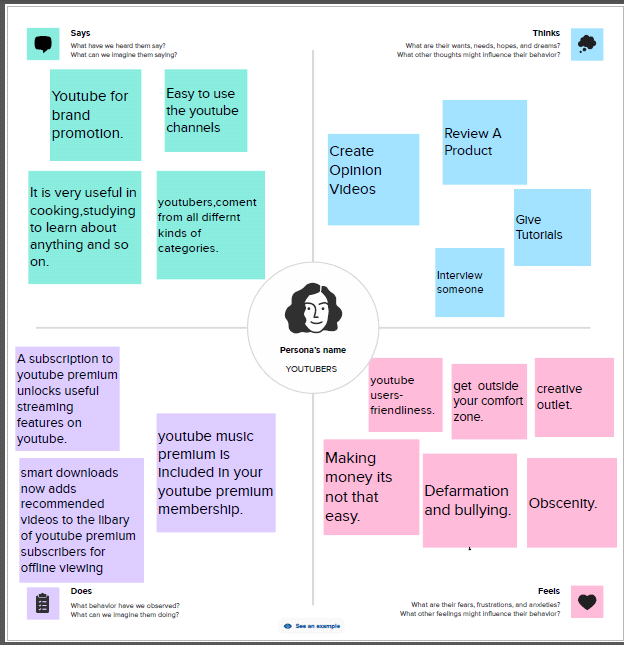 Says
What have we heard them say?
What can we imagine them saying?
Youtube for
brand
promotion.
Easy to use
the youtube
channels
It is very useful in
cooking,studying
to learn about
anything and so
on.
youtubers,coment
from all differnt
kinds of
categories.
Thinks
What are their wants, needs, hopes, and dreams?
What other thoughts might influence their behavior?
Create
Opinion
Videos
Review A
Product
Give
Tutorials
Interview
someone
Persona's name
YOUTUBERS
A subscription to
youtube premium
unlocks useful
streaming
features on
youtube.
smart downloads
now adds
recommended
videos to the libary
of youtube premium
subscribers for
offline viewing
youtube music
premium is
included in your
youtube premium
membership.
Does
What behavior have we observed?
What can we imagine them doing?
youtube
users-
friendliness.
get outside
your comfort
zone.
creative
outlet.
Making
money its
not that
easy.
Defarmation
and bullying.
Obscenity.
Feels
What are their fears, frustrations, and anxieties?
What other feelings might influence their behavior?
See an example